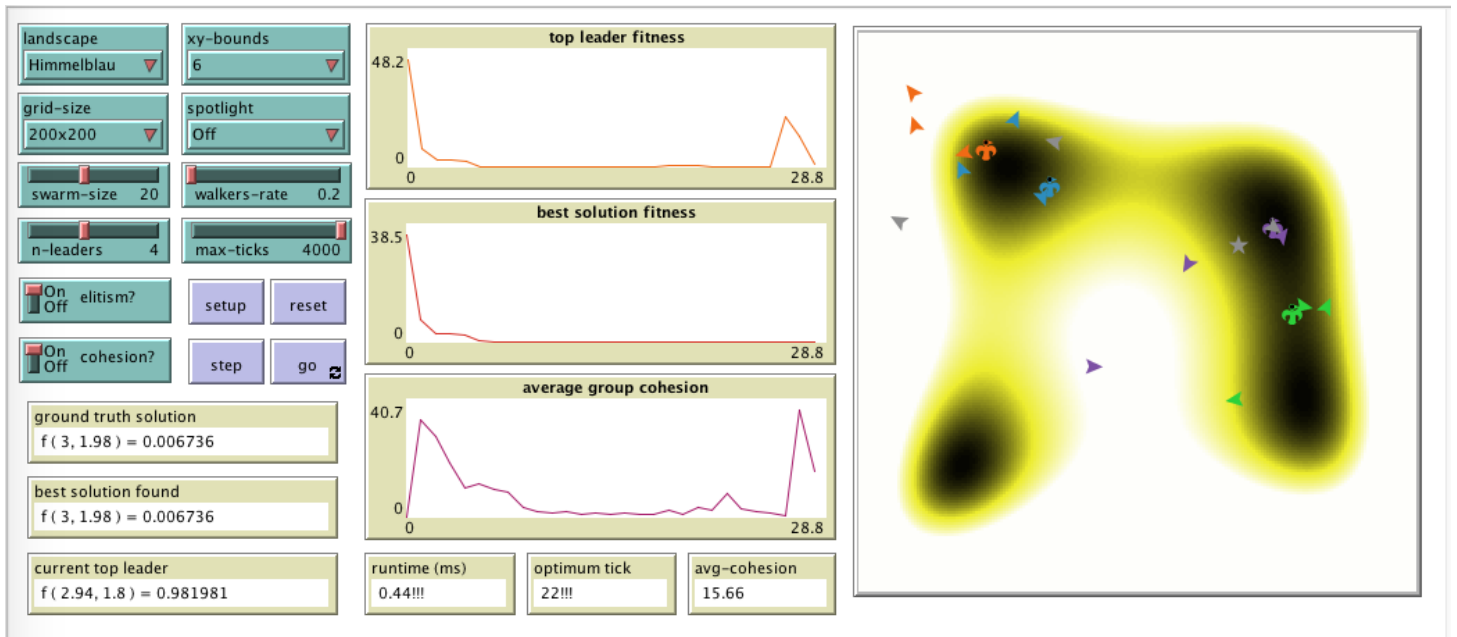 landscape
Himmelblau
xy-bounds
6
grid-size
200x200
spotlight
Off
swarm-size 20
walkers-rate 0.2
n-leaders 4
max-ticks 4000
On
Off
elitism?
setup
reset
On
Off
cohesion?
step
go
ground truth solution
f ( 3, 1.98 ) = 0.006736
best solution found
f ( 3, 1.98 ) = 0.006736
current top leader
f ( 2.94, 1.8 ) = 0.981981
top leader fitness
48.2
0
0 28.8
best solution fitness
38.5
0
0 28.8
average group cohesion
40.7
0
0 28.8
runtime (ms)
0.44!!!
optimum tick
22!!!
avg-cohesion
15.66